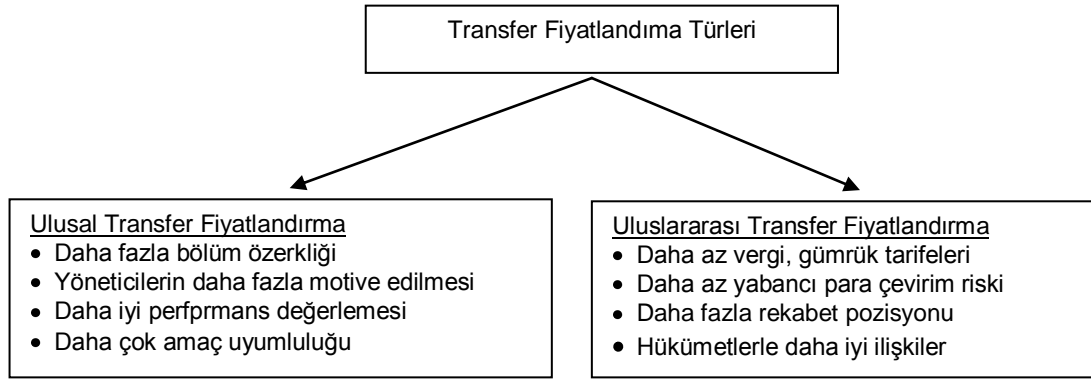 Transfer Fiyatlandıma Türleri
Ulusal Transfer Fiyatlandırma
• Daha fazla bölüm özerkliği
• Yöneticilerin daha fazla motive edilmesi
• Daha iyi perfprmans değerlemesi
• Daha çok amaç uyumluluğu
Uluslararası Transfer Fiyatlandırma
• Daha az vergi, gümrük tarifeleri
• Daha az yabancı para çevirim riski
• Daha fazla rekabet pozisyonu
• Hükümetlerle daha iyi ilişkiler